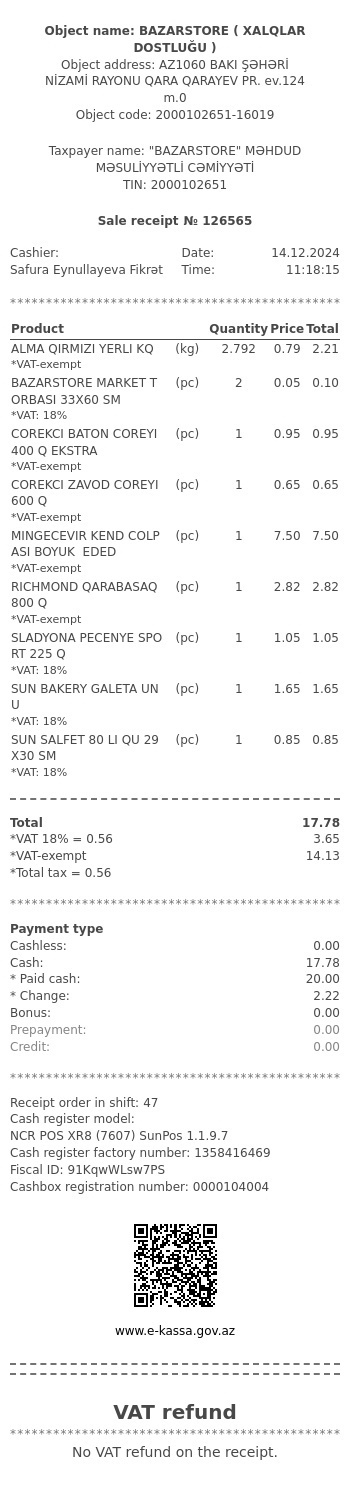 Object name: BAZARSTORE ( XALQLAR
DOSTLUĞU )
Object address: AZ1060 BAKI ŞƏHƏRİ
NİZAMİ RAYONU QARA QARAYEV PR. ev.124
m.0
Object code: 2000102651-16019
Taxpayer name: "BAZARSTORE" MƏHDUD
MƏSULİYYƏTLİ CƏMİYYƏTİ
TIN: 2000102651
Sale receipt № 126565
Cashier: Date: 14.12.2024
Safura Eynullayeva Fikrət Time: 11:18:15
********************************************
Product Quantity Price Total
ALMA QIRMIZI YERLI KQ (kg) 2.792 0.79 2.21
*VAT-exempt
BAZARSTORE MARKET T (pc) 2 0.05 0.10
ORBASI 33X60 SM
*VAT: 18%
COREKCI BATON COREYI (pc) 1 0.95 0.95
400 Q EKSTRA
*VAT-exempt
COREKCI ZAVOD COREYI (pc) 1 0.65 0.65
600 Q
*VAT-exempt
MINGECEVIR KEND COLP (pc) 1 7.50 7.50
ASI BOYUK  EDED
*VAT-exempt
RICHMOND QARABASAQ (pc) 1 2.82 2.82
800 Q
*VAT-exempt
SLADYONA PECENYE SPO (pc) 1 1.05 1.05
RT 225 Q
*VAT: 18%
SUN BAKERY GALETA UN (pc) 1 1.65 1.65
U
*VAT: 18%
SUN SALFET 80 LI QU 29 (pc) 1 0.85 0.85
X30 SM
*VAT: 18%
Total 17.78
*VAT 18% = 0.56 3.65
*VAT-exempt 14.13
*Total tax = 0.56
********************************************
Payment type
Cashless: 0.00
Cash: 17.78
* Paid cash: 20.00
* Change: 2.22
Bonus: 0.00
Prepayment: 0.00
Credit: 0.00
********************************************
Receipt order in shift: 47
Cash register model:
NCR POS XR8 (7607) SunPos 1.1.9.7
Cash register factory number: 1358416469
Fiscal ID: 91KqwWLsw7PS
Cashbox registration number: 0000104004
www.e-kassa.gov.az
VAT refund
********************************************
No VAT refund on the receipt.